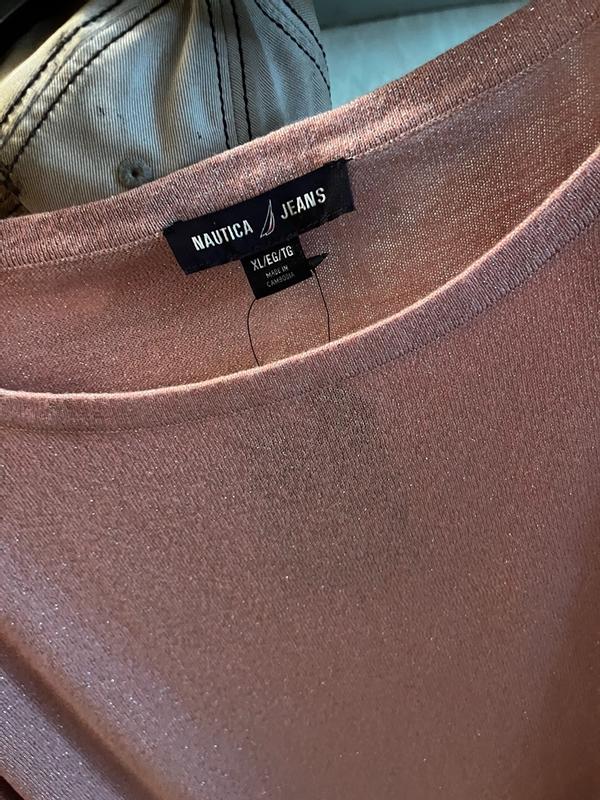 NAUTICA JEANS
XL/EG/TG
MADE IN
CAMBODIA